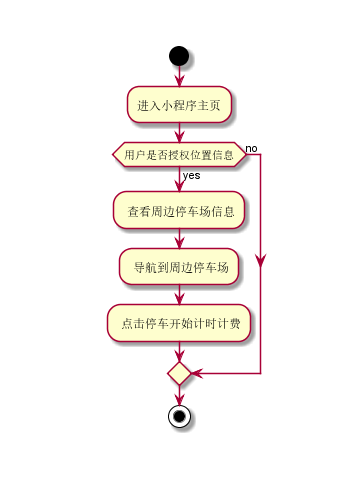 进入小程序主页
用户是否授权位置信息
no
yes
查看周边停车场信息
导航到周边停车场
点击停车开始计时计费